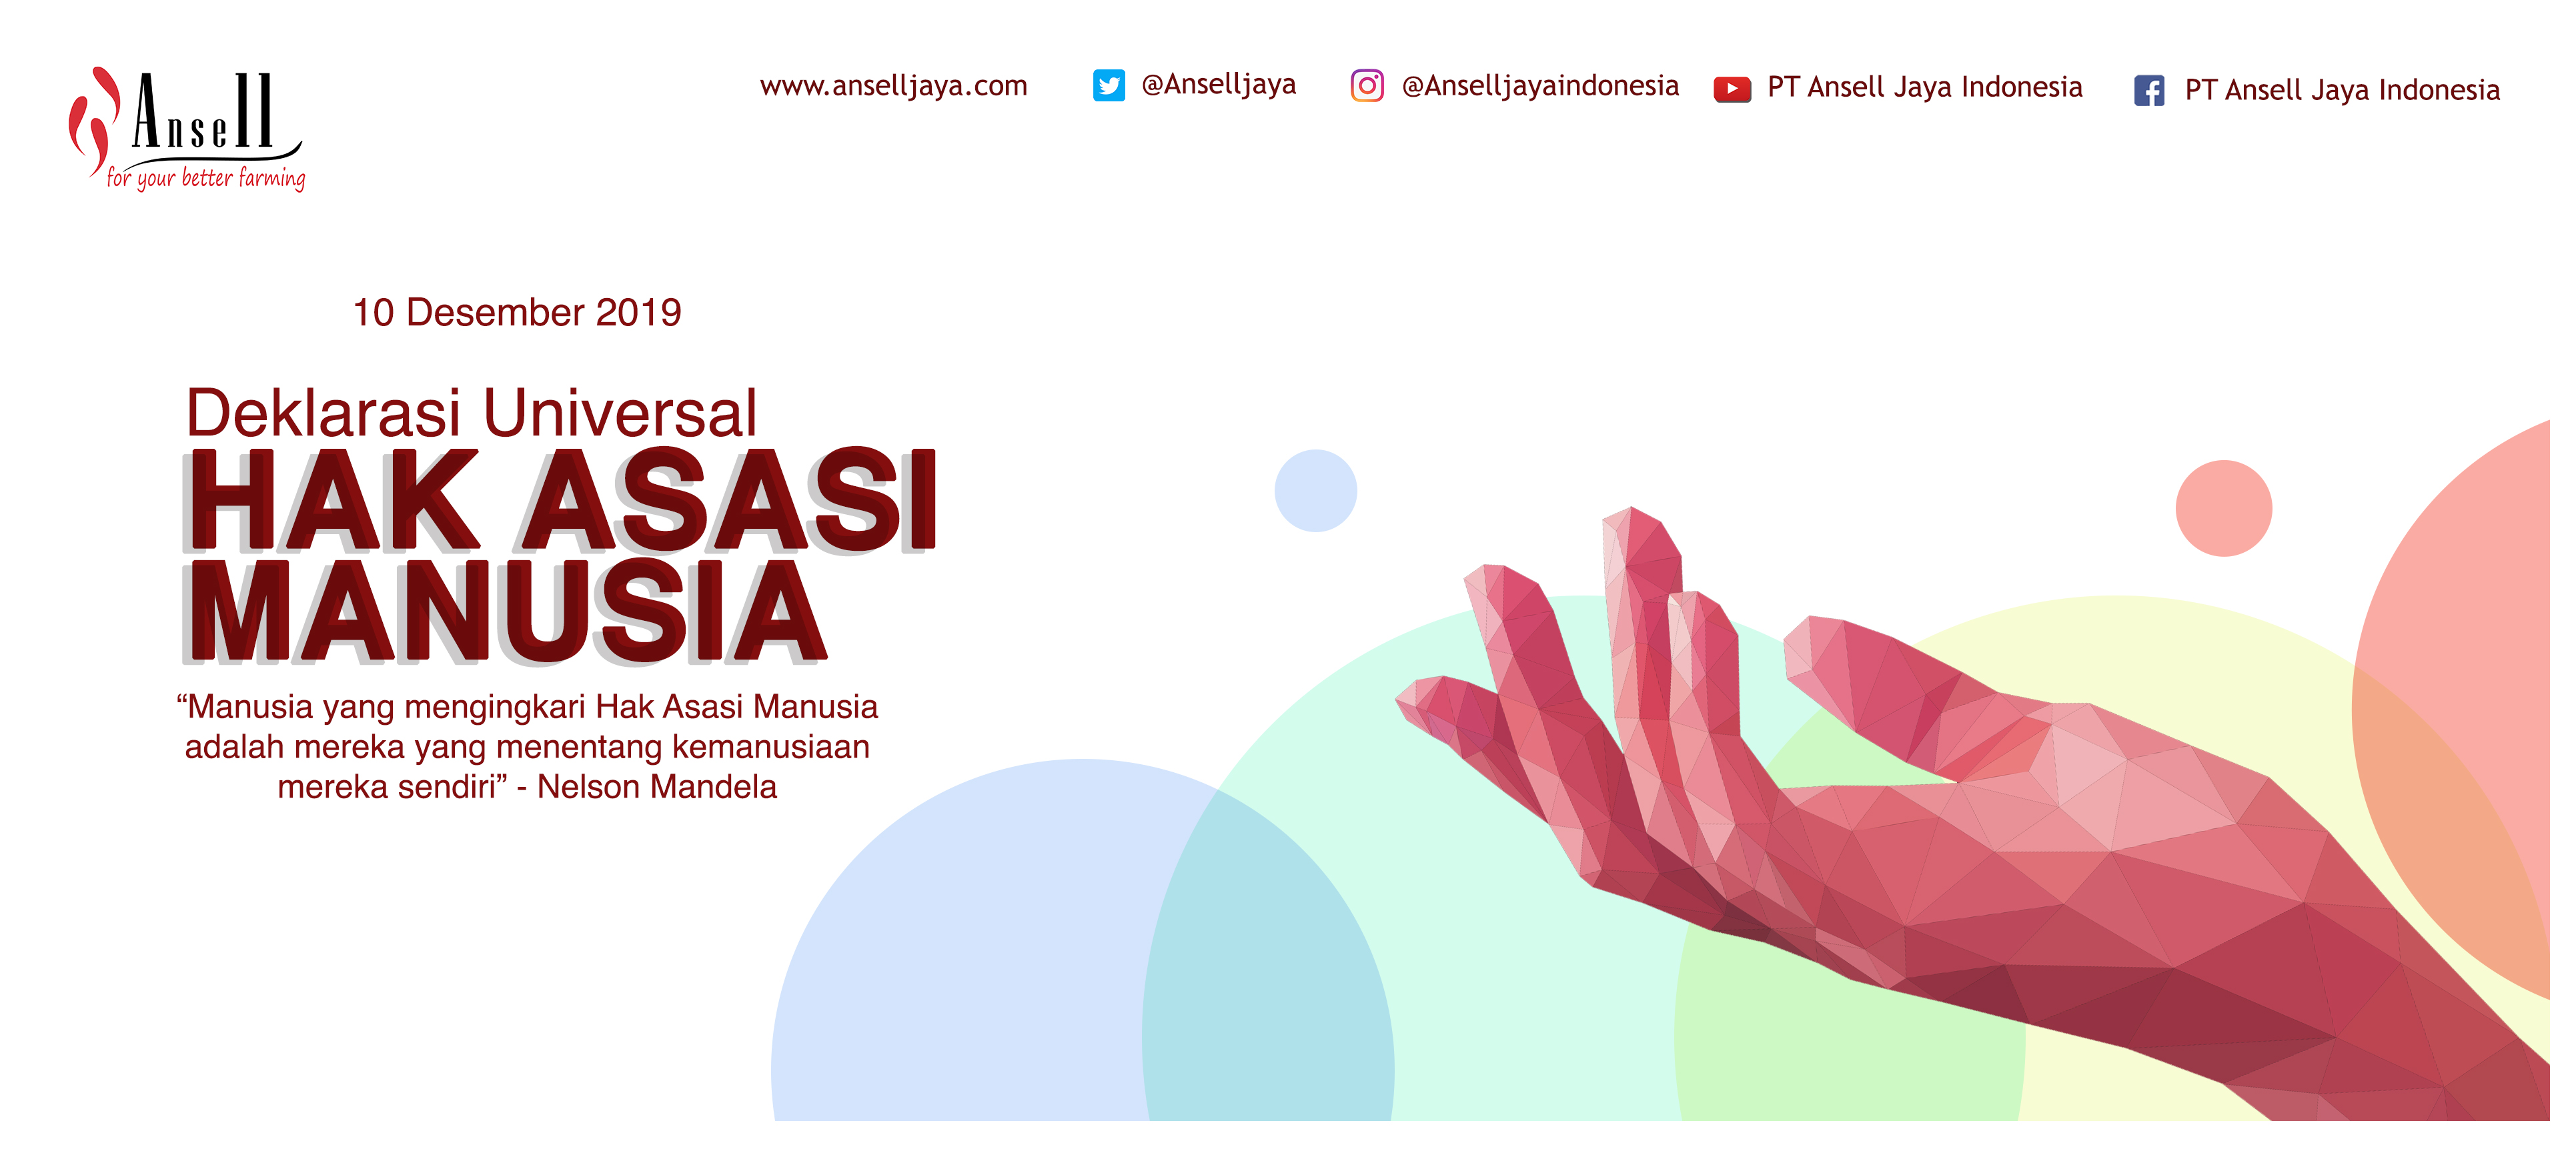 Ansell
for your better farming
www.anselljaya.com
@Anselljaya
@Anselljayaindonesia
PT Ansell Jaya Indonesia
PT Ansell Jaya Indonesia
10 Desember 2019
Deklarasi Universal
HAK ASASI
MANUSIA
“Manusia yang mengingkari Hak Asasi Manusia
adalah mereka yang menentang kemanusiaan
mereka sendiri” - Nelson Mandela